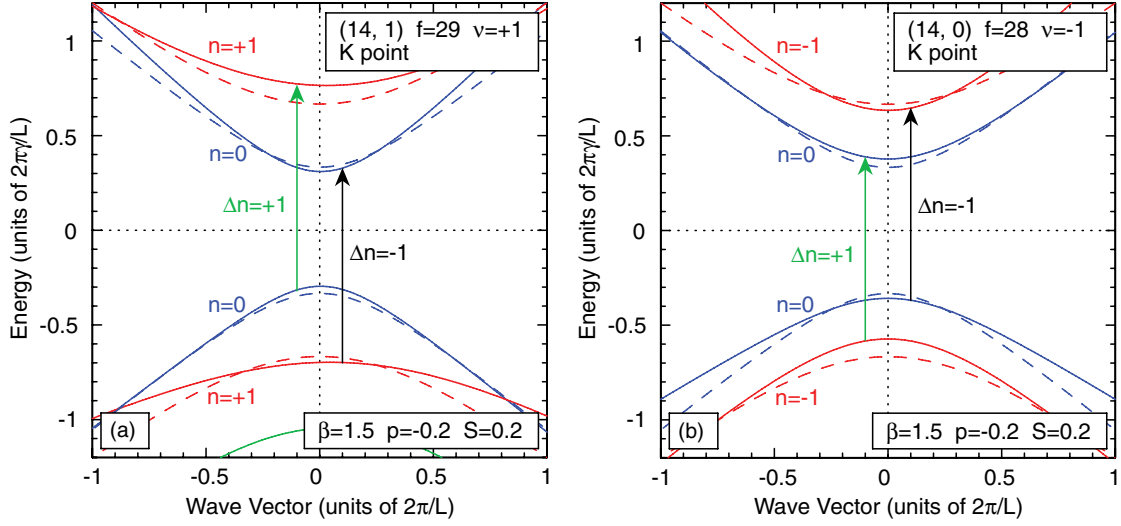 (14, 1) f=29 ν=+1
K point
n=+1
n=0
Δn=+1
Δn=-1
n=0
n=+1
(a)
β=1.5 p=-0.2 S=0.2
1
0.5
0
-0.5
-1
-1
-0.5
0
0.5
1
Energy (units of 2πγ/L)
Wave Vector (units of 2π/L)
(14, 0) f=28 ν=-1
K point
n=-1
n=0
Δn=-1
Δn=+1
n=0
n=-1
(b)
β=1.5 p=-0.2 S=0.2
1
0.5
0
-0.5
-1
-1
-0.5
0
0.5
1
Energy (units of 2πγ/L)
Wave Vector (units of 2π/L)